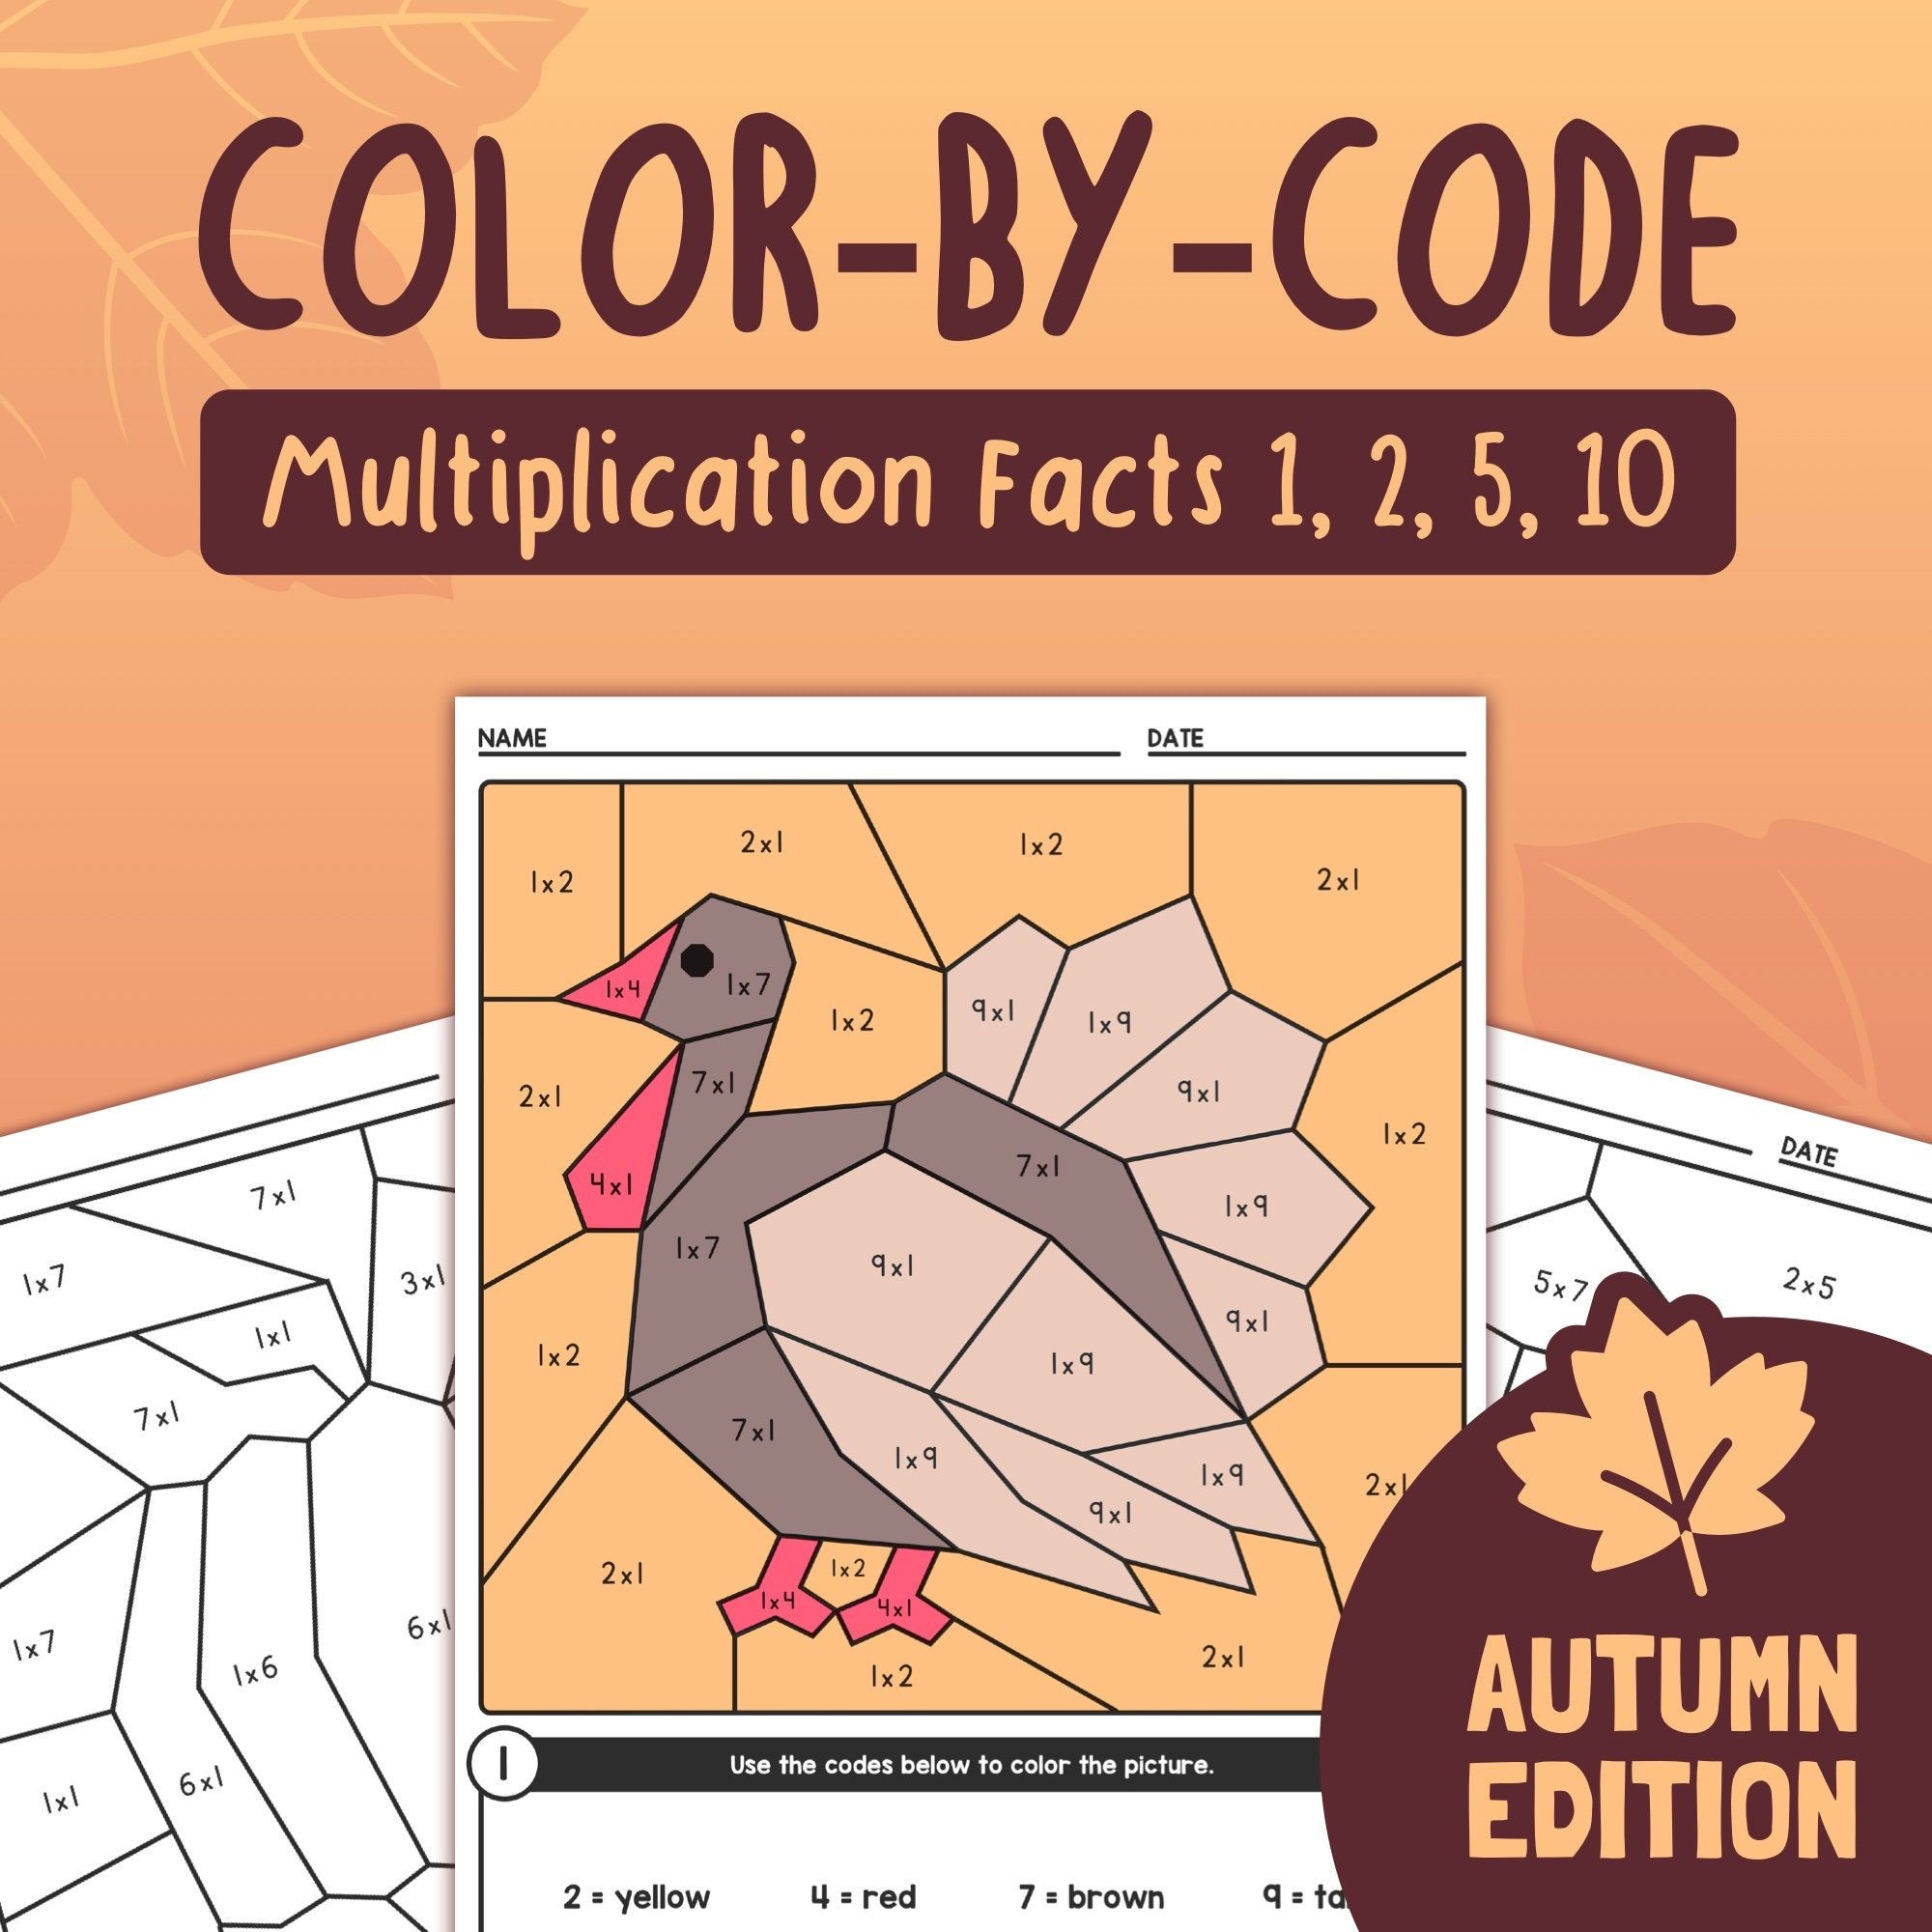 COLOR-BY-CODE
Multiplication Facts 1, 2, 5, 10
NAME
DATE
2x1
1x2
1x2
2x1
1x4
1x7
9x1
1x9
1x2
7x1
9x1
2x1
1x2
4x1
7x1
1x9
1x7
9x1
9x1
1x2
1x9
7x1
1x9
1x9
2x1
9x1
2x1
1x2
1x4
4x1
2x1
1x2
1
Use the codes below to color the picture.
2 = yellow
4 = red
7 = brown
9 =
7x1
1x7
3x1
1x1
7x1
1x7
1x6
6x1
6x1
1x1
DATE
5x7
2x5
AUTUMN
EDITION